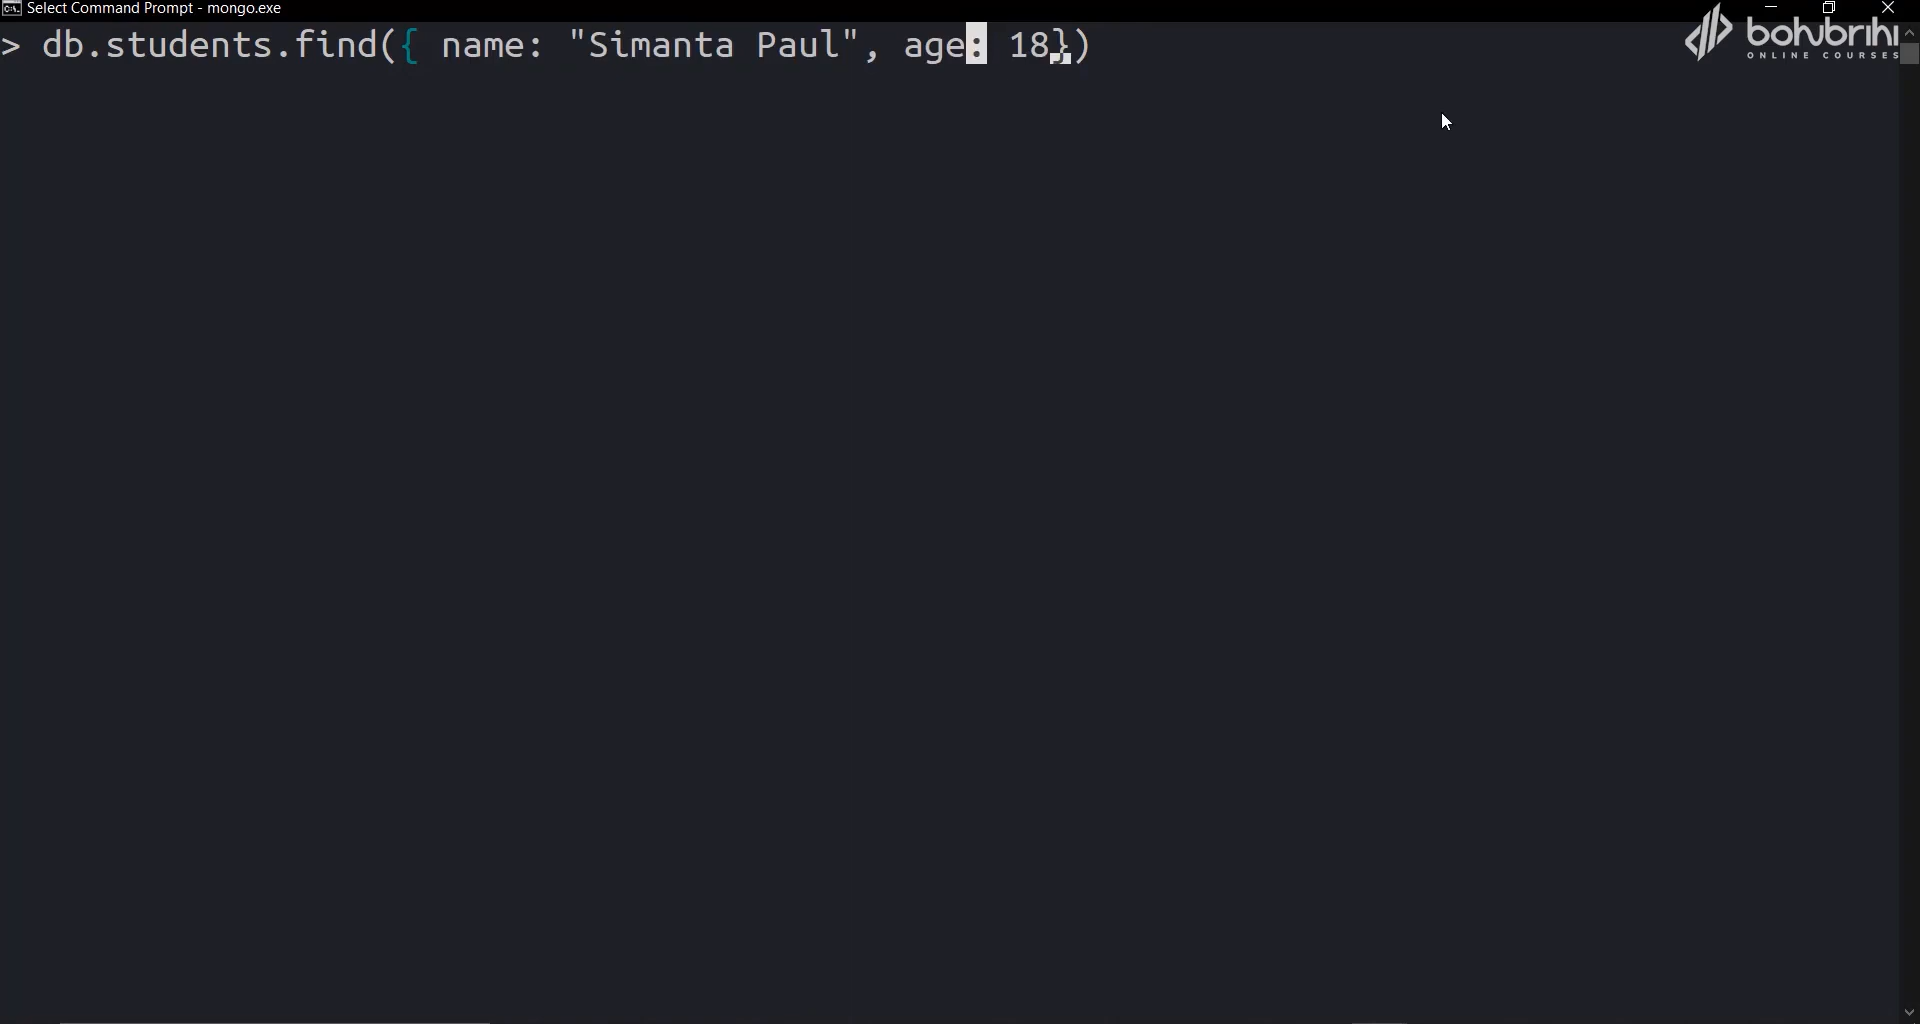 Select Command Prompt - mongo.exe
bohubrihi
ONLINE COURSES
> db.students.find({ name: "Simanta Paul", age: 18})